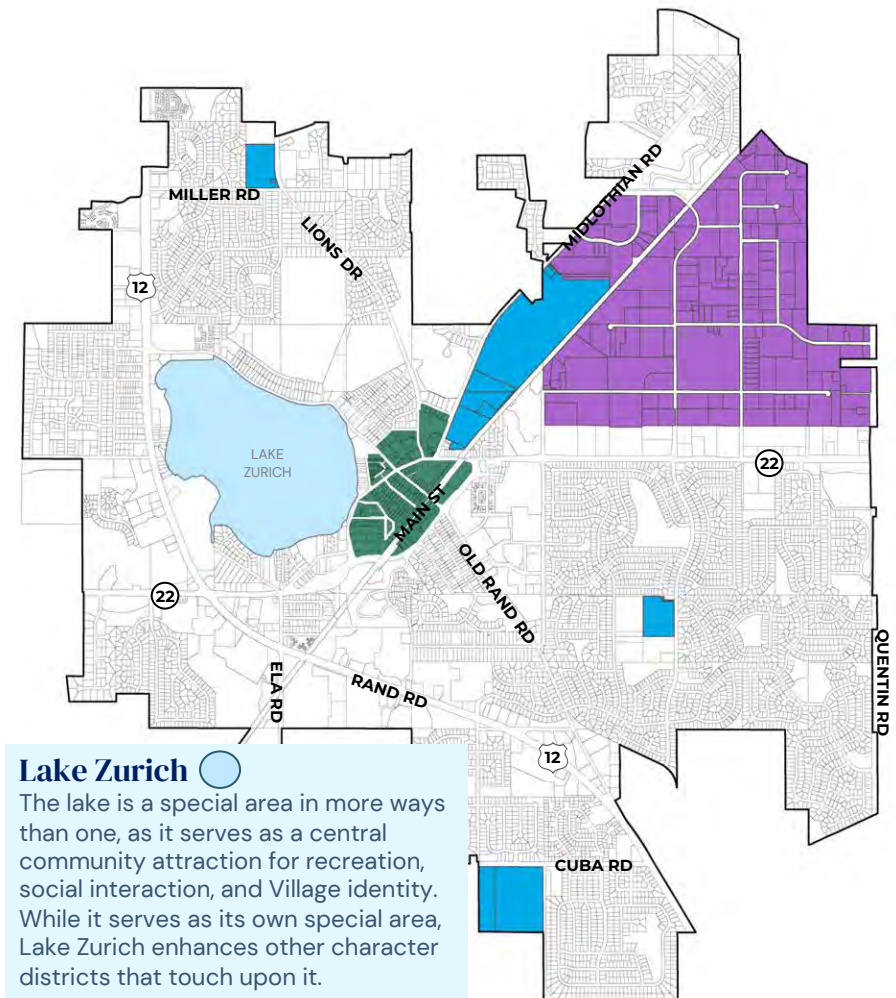 MIDLOTHIAN RD
MILLER RD
LIONS DR
12
LAKE
ZURICH
22
MAIN ST
OLD RAND RD
22
QUENTIN RD
ELA RD
RAND RD
12
CUBA RD
Lake Zurich
The lake is a special area in more ways
than one, as it serves as a central
community attraction for recreation,
social interaction, and Village identity.
While it serves as its own special area,
Lake Zurich enhances other character
districts that touch upon it.